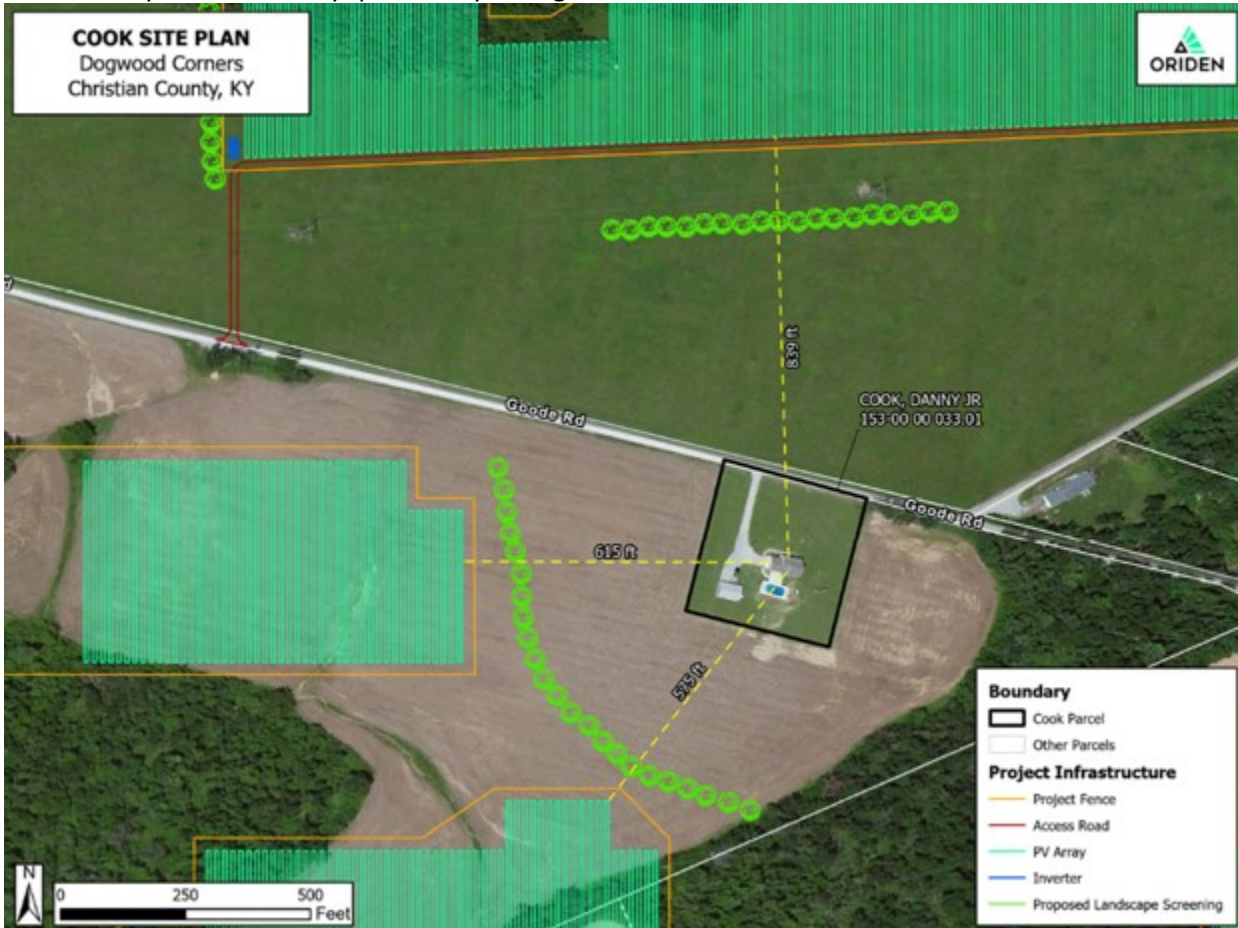 COOK SITE PLAN
Dogwood Corners
Christian County, KY
ORIDEN
839 ft
COOK, DANNY JR
153-00 00 033.01
Goode Rd
Goode Rd
615 ft
575 ft
Boundary
Cook Parcel
Other Parcels
Project Infrastructure
Project Fence
Access Road
PV Array
Inverter
Proposed Landscape Screening
N
0 250 500
Feet